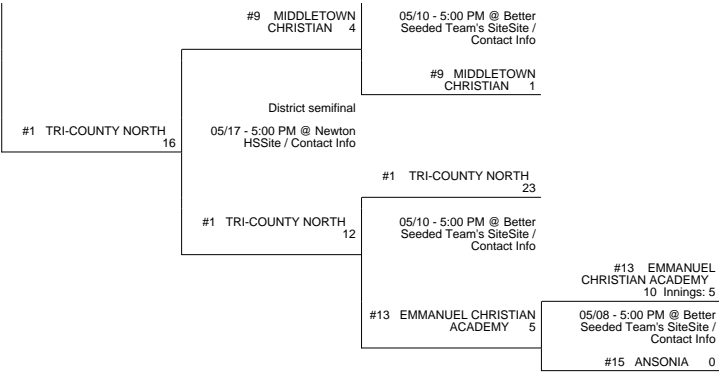 #9 MIDDLETOWN
CHRISTIAN 4
05/10 - 5:00 PM @ Better
Seeded Team's SiteSite /
Contact Info
#9 MIDDLETOWN
CHRISTIAN 1
District semifinal
#1 TRI-COUNTY NORTH
16
05/17 - 5:00 PM @ Newton
HSSite / Contact Info
#1 TRI-COUNTY NORTH
23
#1 TRI-COUNTY NORTH
12
05/10 - 5:00 PM @ Better
Seeded Team's SiteSite /
Contact Info
#13 EMMANUEL
CHRISTIAN ACADEMY
10 Innings: 5
#13 EMMANUEL CHRISTIAN
ACADEMY 5
05/08 - 5:00 PM @ Better
Seeded Team's SiteSite /
Contact Info
#15 ANSONIA 0